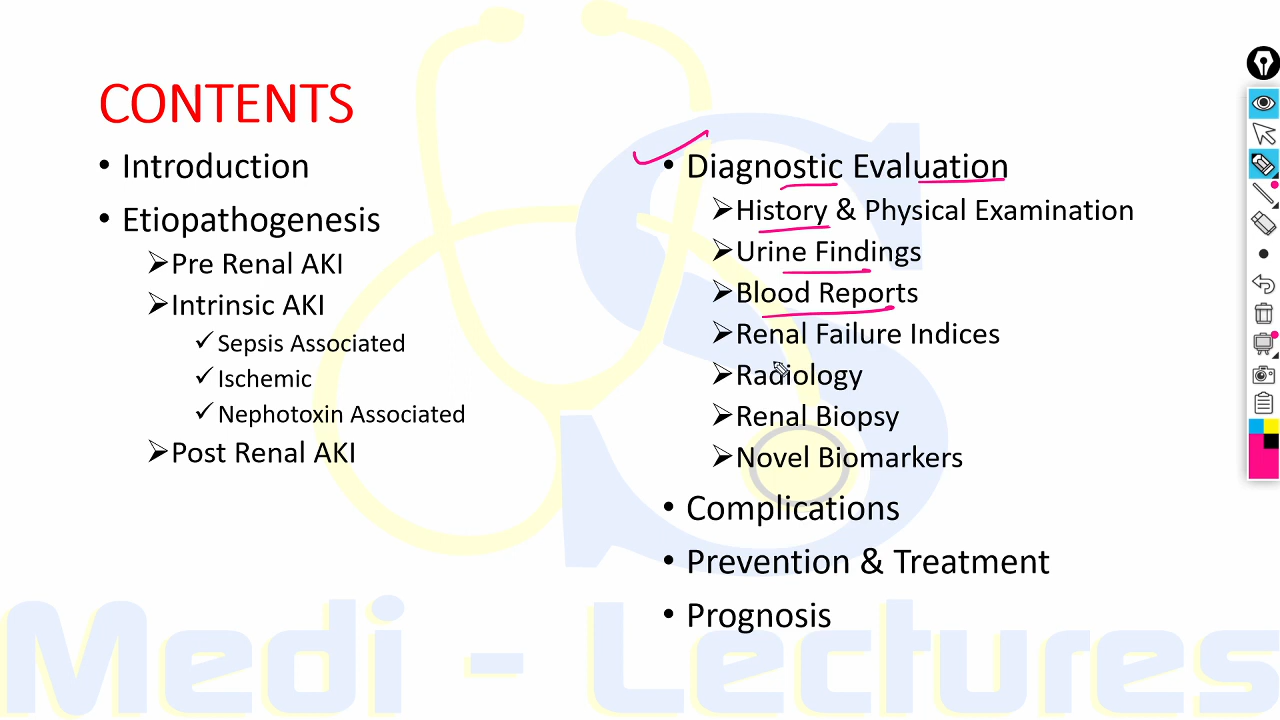 CONTENTS
• Introduction
• Etiopathogenesis
➢Pre Renal AKI
➢Intrinsic AKI
✓Sepsis Associated
✓Ischemic
✓Nephotoxin Associated
➢Post Renal AKI
• Diagnostic Evaluation
➢History & Physical Examination
➢Urine Findings
➢Blood Reports
➢Renal Failure Indices
➢Radiology
➢Renal Biopsy
➢Novel Biomarkers
• Complications
• Prevention & Treatment
• Prognosis
Medi - Lectures